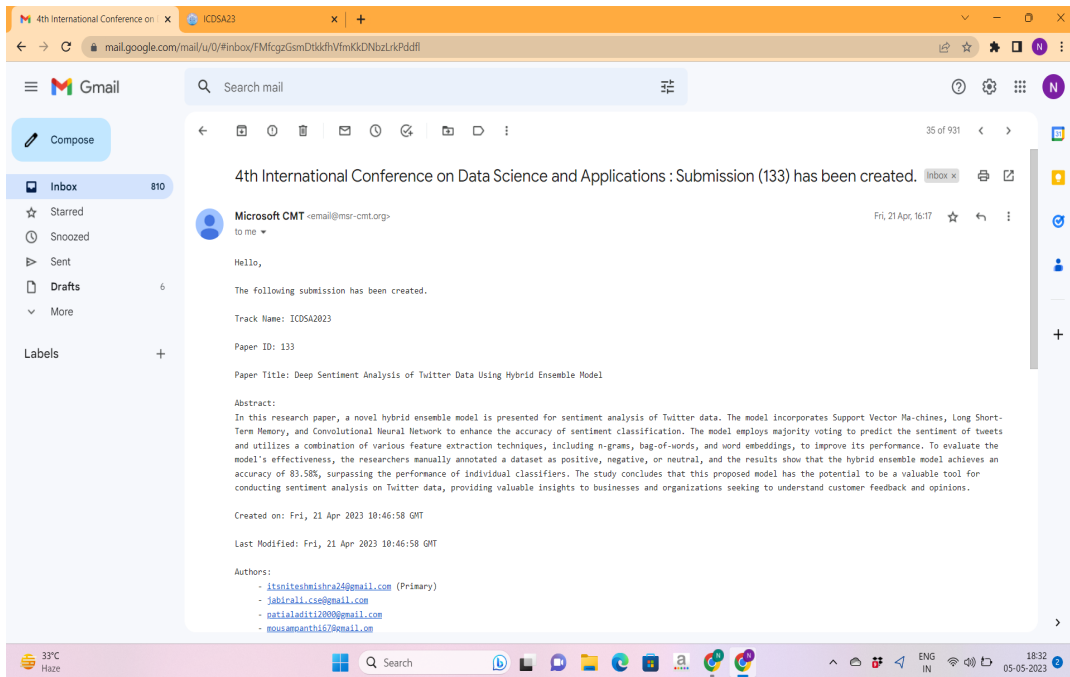 4th International Conference on
ICDSA23
mail.google.com/mail/u/0/#inbox/FMfcgzGsmDtkkfhVfmKkDNbzLrkPddfl
N
Gmail
Search mail
N
Compose
35 of 931
31
Inbox 810
Starred
Snoozed
Sent
Drafts 6
More
Labels
4th International Conference on Data Science and Applications : Submission (133) has been created. Inbox x
Microsoft CMT <email@msr-cmt.org> Fri, 21 Apr, 16:17
to me
Hello,
The following submission has been created.
Track Name: ICDSA2023
Paper ID: 133
Paper Title: Deep Sentiment Analysis of Twitter Data Using Hybrid Ensemble Model
Abstract:
In this research paper, a novel hybrid ensemble model is presented for sentiment analysis of Twitter data. The model incorporates Support Vector Ma-chines, Long Short-
Term Memory, and Convolutional Neural Network to enhance the accuracy of sentiment classification. The model employs majority voting to predict the sentiment of tweets
and utilizes a combination of various feature extraction techniques, including n-grams, bag-of-words, and word embeddings, to improve its performance. To evaluate the
model's effectiveness, the researchers manually annotated a dataset as positive, negative, or neutral, and the results show that the hybrid ensemble model achieves an
accuracy of 83.58%, surpassing the performance of individual classifiers. The study concludes that this proposed model has the potential to be a valuable tool for
conducting sentiment analysis on Twitter data, providing valuable insights to businesses and organizations seeking to understand customer feedback and opinions.
Created on: Fri, 21 Apr 2023 10:46:58 GMT
Last Modified: Fri, 21 Apr 2023 10:46:58 GMT
Authors:
- itsniteshmishra24@gmail.com (Primary)
- jabirali.cse@gmail.com
- patialaditi2000@gmail.com
- mousampanthi67@gmail.om
33°C
Haze
Search
a
N
N
ENG
IN
18:32
05-05-2023
2